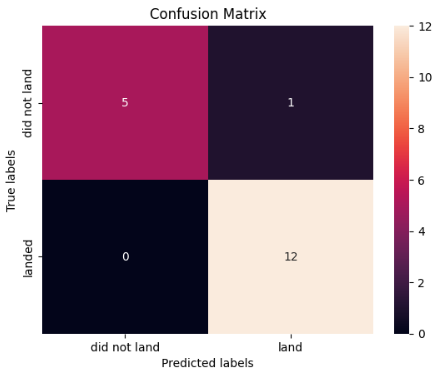 Confusion Matrix
did not land
5
1
landed
0
12
did not land
land
True labels
Predicted labels
12
10
8
6
4
2
0